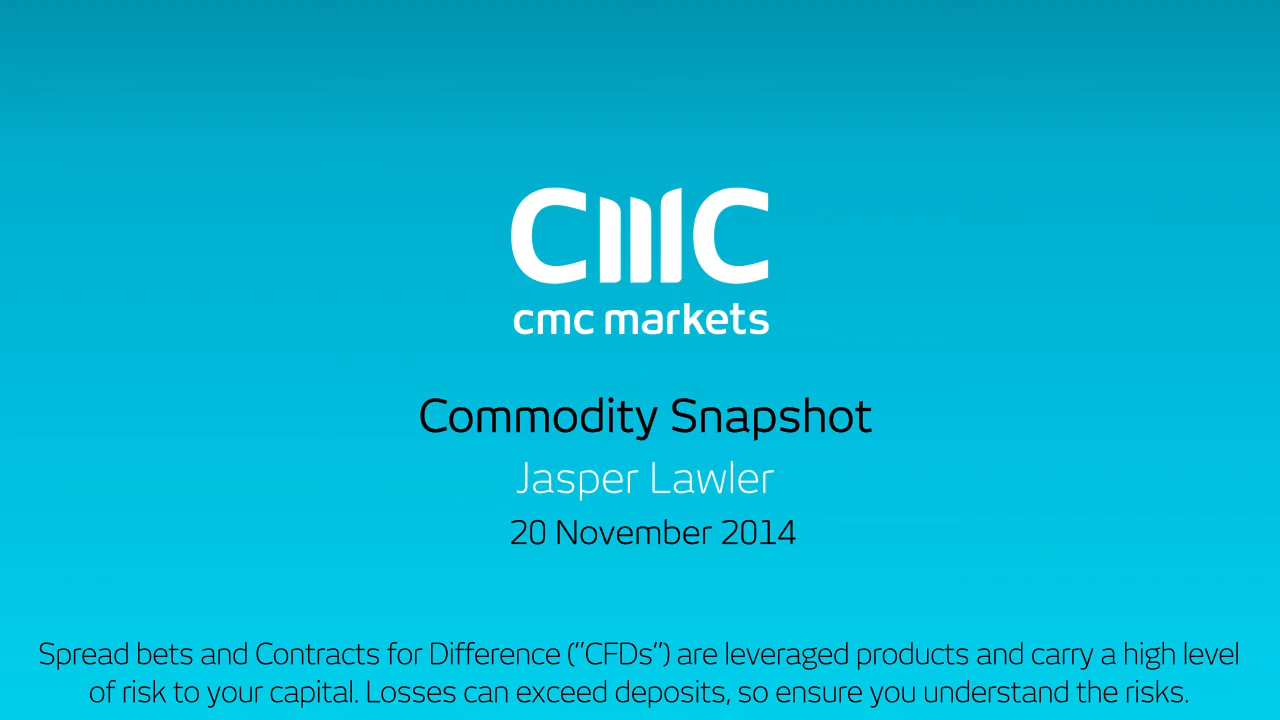 CMC
cmc markets
Commodity Snapshot
Jasper Lawler
20 November 2014
Spread bets and Contracts for Difference (“CFDs”) are leveraged products and carry a high level
of risk to your capital. Losses can exceed deposits, so ensure you understand the risks.